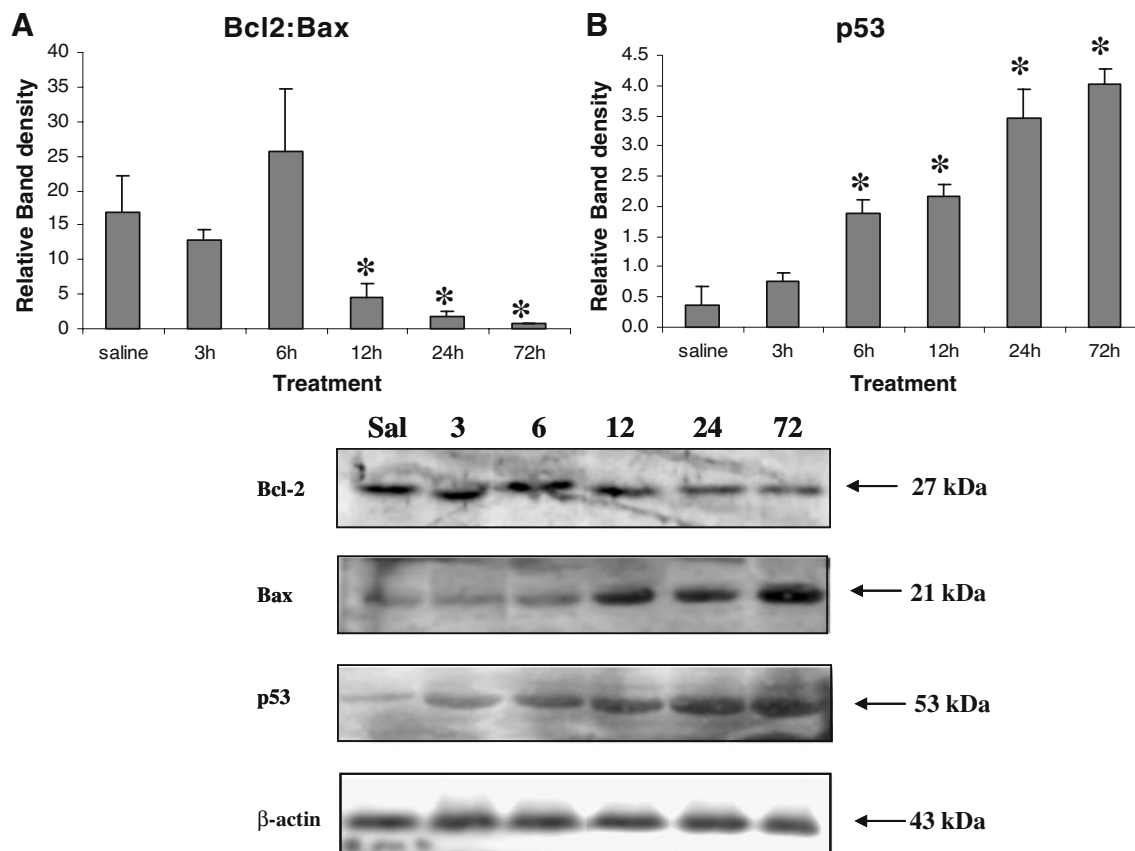 A Bcl2:Bax
Relative Band density
40
35
30
25
20
15
10
5
0
* * *
saline 3h 6h 12h 24h 72h
Treatment
B p53
Relative Band density
4.5
4.0
3.5
3.0
2.5
2.0
1.5
1.0
0.5
0.0
* * * *
saline 3h 6h 12h 24h 72h
Treatment
Sal 3 6 12 24 72
Bcl-2 27 kDa
Bax 21 kDa
p53 53 kDa
β-actin 43 kDa